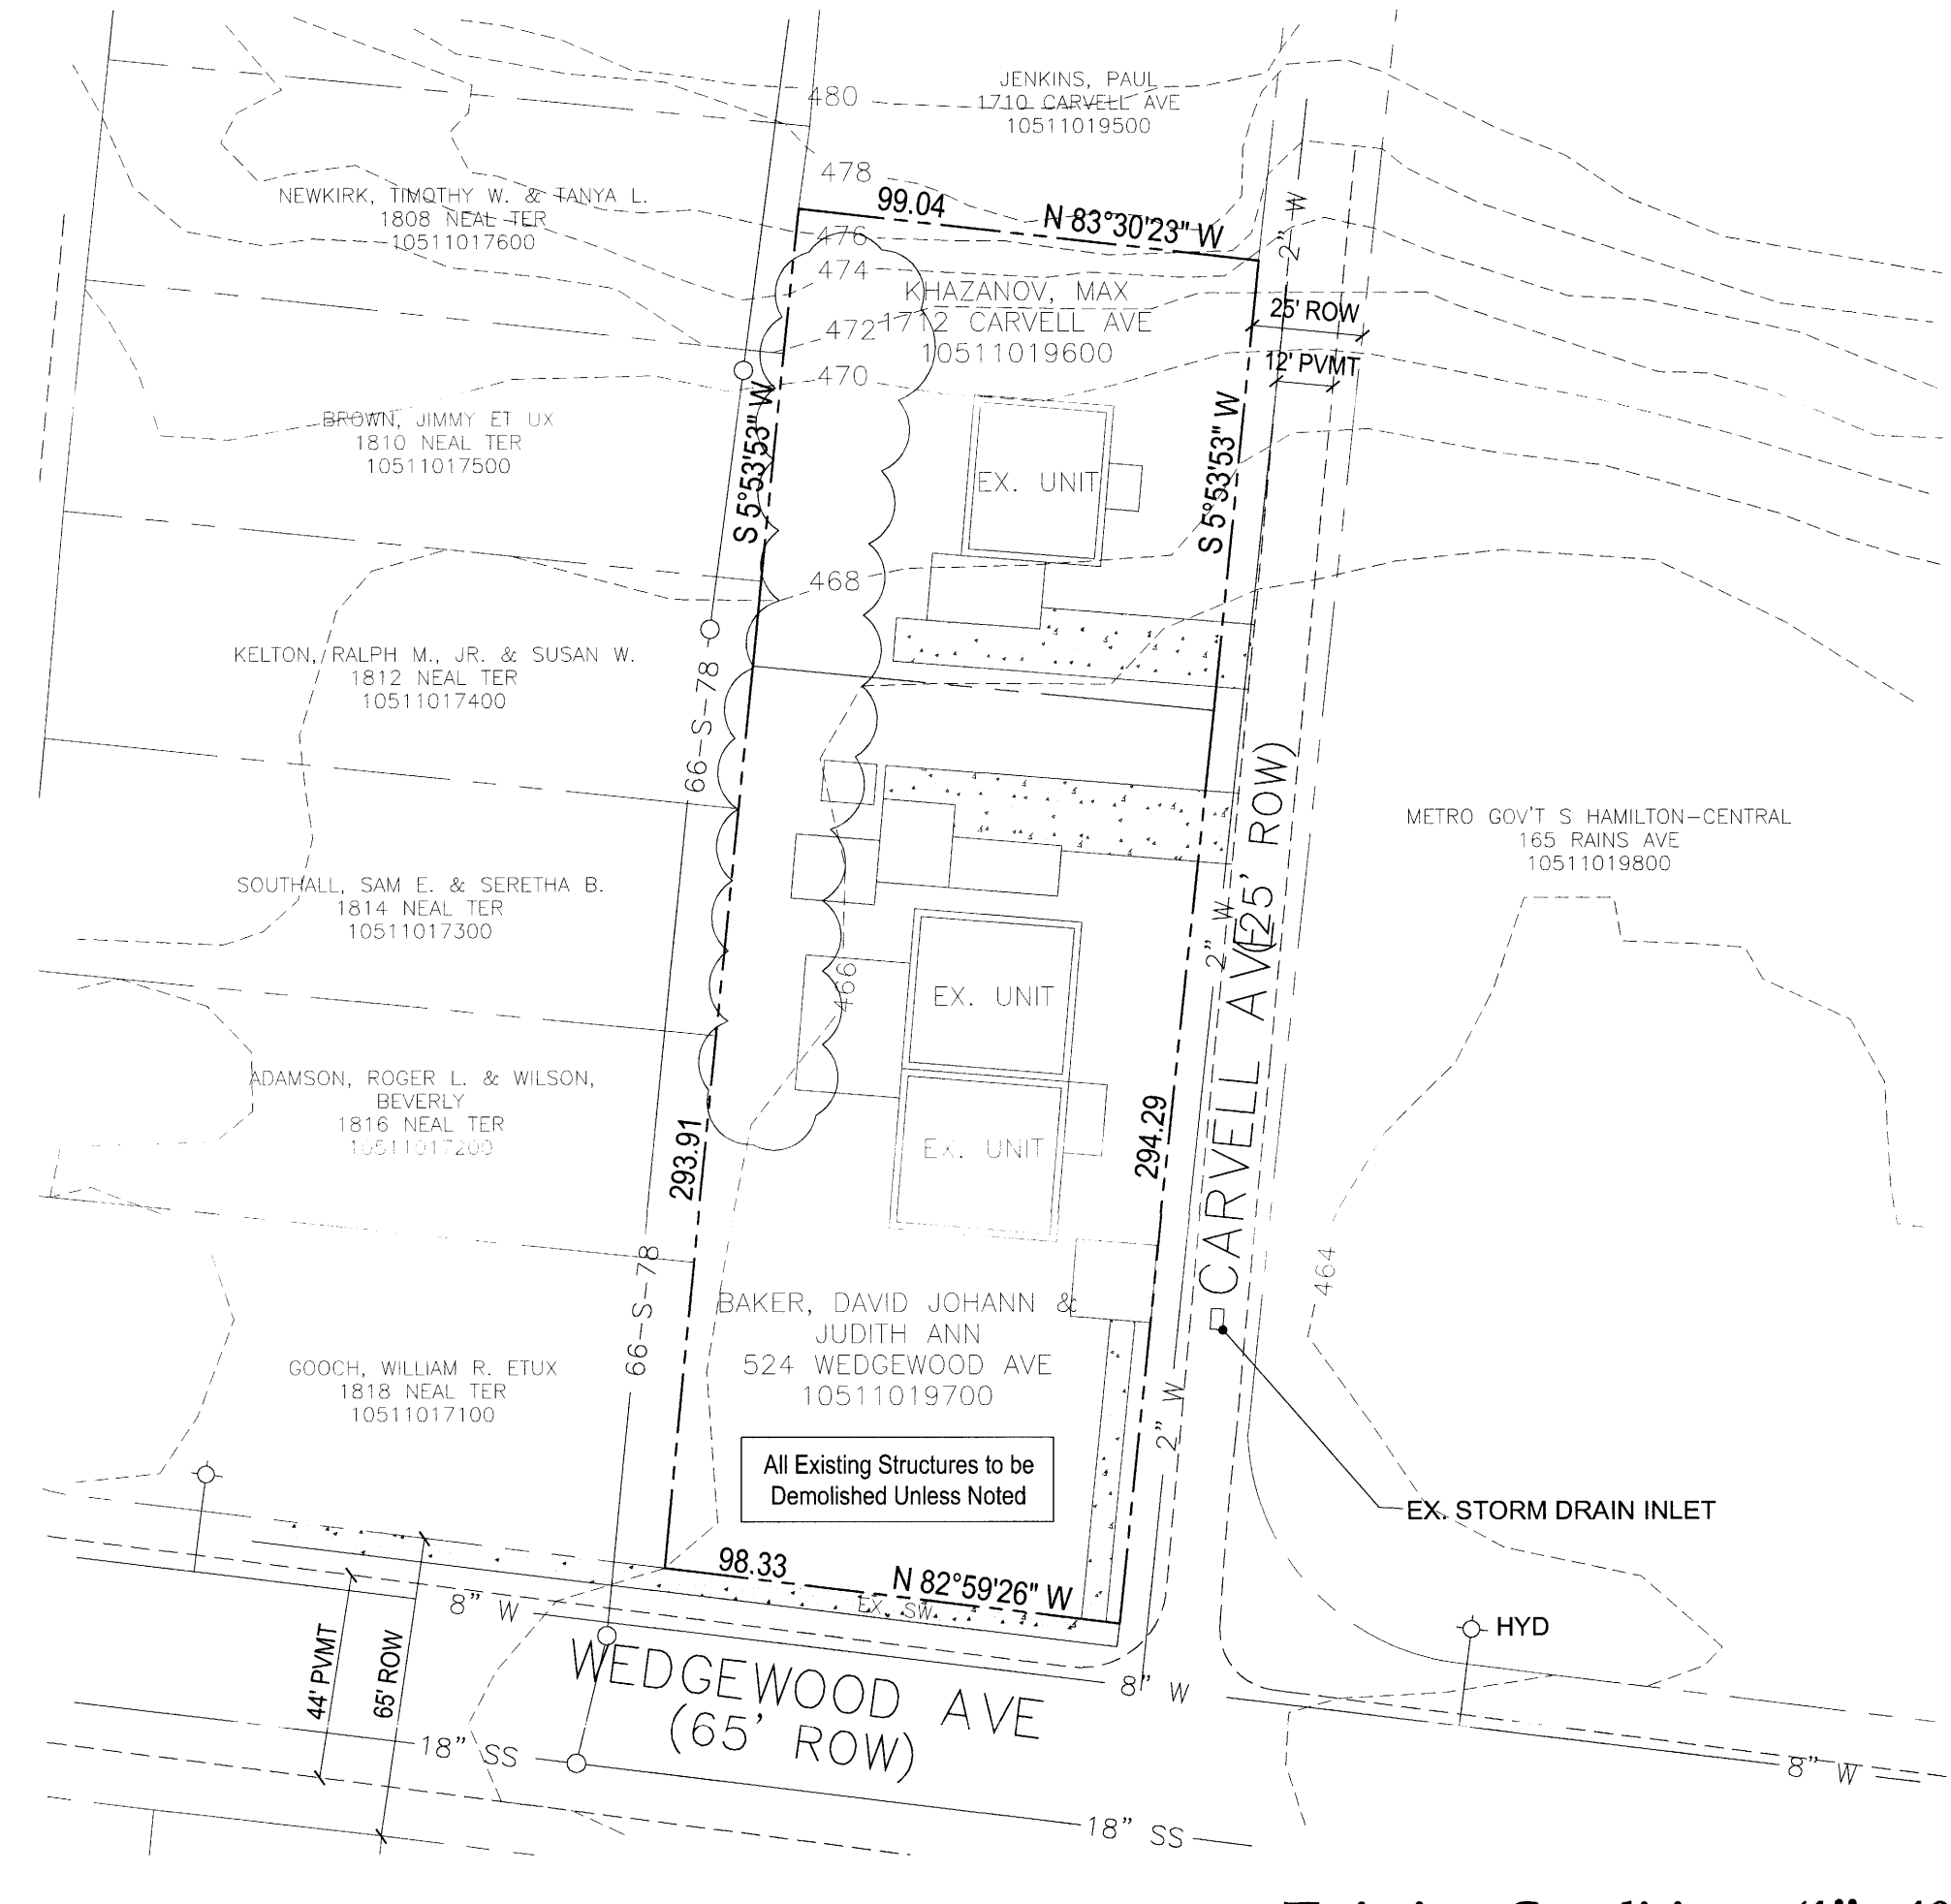 JENKINS, PAUL
1710 CARVELL AVE
10511019500
480
478
476
474
472
470
468
466
464
99.04
N 83°30'23" W
2" W
NEWKIRK, TIMOTHY W. & TANYA L.
1808 NEAL TER
10511017600
KHAZANOV, MAX
1712 CARVELL AVE
10511019600
25' ROW
12' PVMT
S 5°53'53" W
S 5°53'53" W
BROWN, JIMMY ET UX
1810 NEAL TER
10511017500
EX. UNIT
KELTON, RALPH M., JR. & SUSAN W.
1812 NEAL TER
10511017400
66-S-78
METRO GOV'T S HAMILTON-CENTRAL
165 RAINS AVE
10511019800
SOUTHALL, SAM E. & SERETHA B.
1814 NEAL TER
10511017300
2" W
CARVELL AVE
(25' ROW)
EX. UNIT
ADAMSON, ROGER L. & WILSON,
BEVERLY
1816 NEAL TER
10511017200
293.91
294.29
EX. UNIT
66-S-78
BAKER, DAVID JOHANN &
JUDITH ANN
524 WEDGEWOOD AVE
10511019700
GOOCH, WILLIAM R. ETUX
1818 NEAL TER
10511017100
2" W
All Existing Structures to be
Demolished Unless Noted
EX. STORM DRAIN INLET
98.33
N 82°59'26" W
EX. SW.
8" W
HYD
44' PVMT
65' ROW
WEDGEWOOD AVE
(65' ROW)
8" W
18" SS
8" W
18" SS